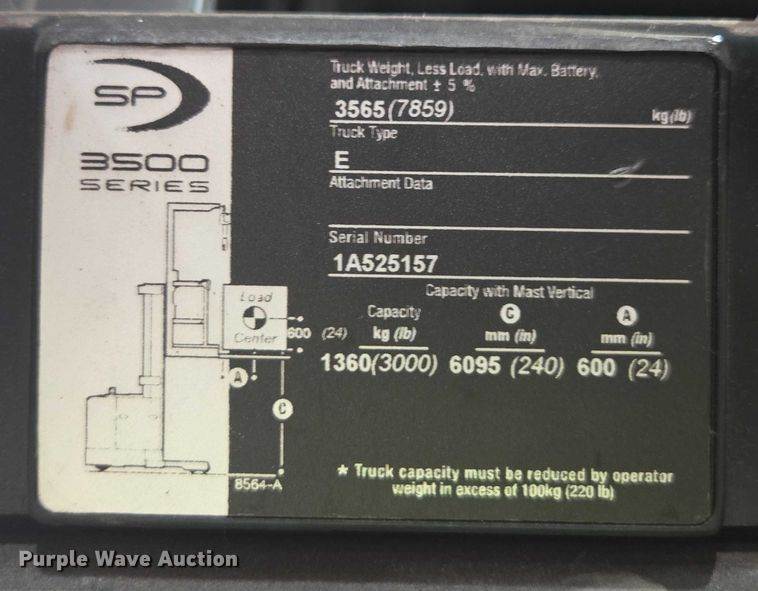 SP
3500
SERIES
Truck Weight, Less Load, with Max. Battery,
and Attachment ± 5 %
3565 (7859) kg (lb)
Truck Type
E
Attachment Data
Serial Number
1A525157
Capacity with Mast Vertical
Capacity C A
kg (lb) mm (in) mm (in)
1360 (3000) 6095 (240) 600 (24)
Load
Center
600 (24)
A
C
8564-A
* Truck capacity must be reduced by operator
weight in excess of 100kg (220 lb)
Purple Wave Auction